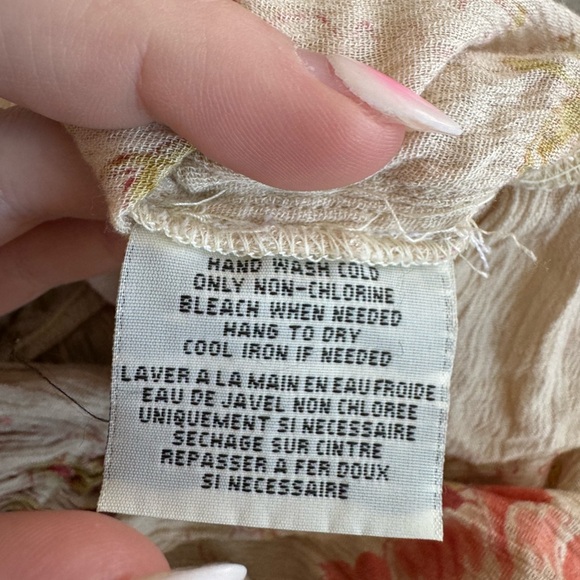 HAND WASH COLD
ONLY NON-CHLORINE
BLEACH WHEN NEEDED
HANG TO DRY
COOL IRON IF NEEDED
LAVER A LA MAIN EN EAU FROIDE
EAU DE JAVEL NON CHLOREE
UNIQUEMENT SI NECESSAIRE
SECHAGE SUR CINTRE
REPASSER A FER DOUX
SI NECESSAIRE